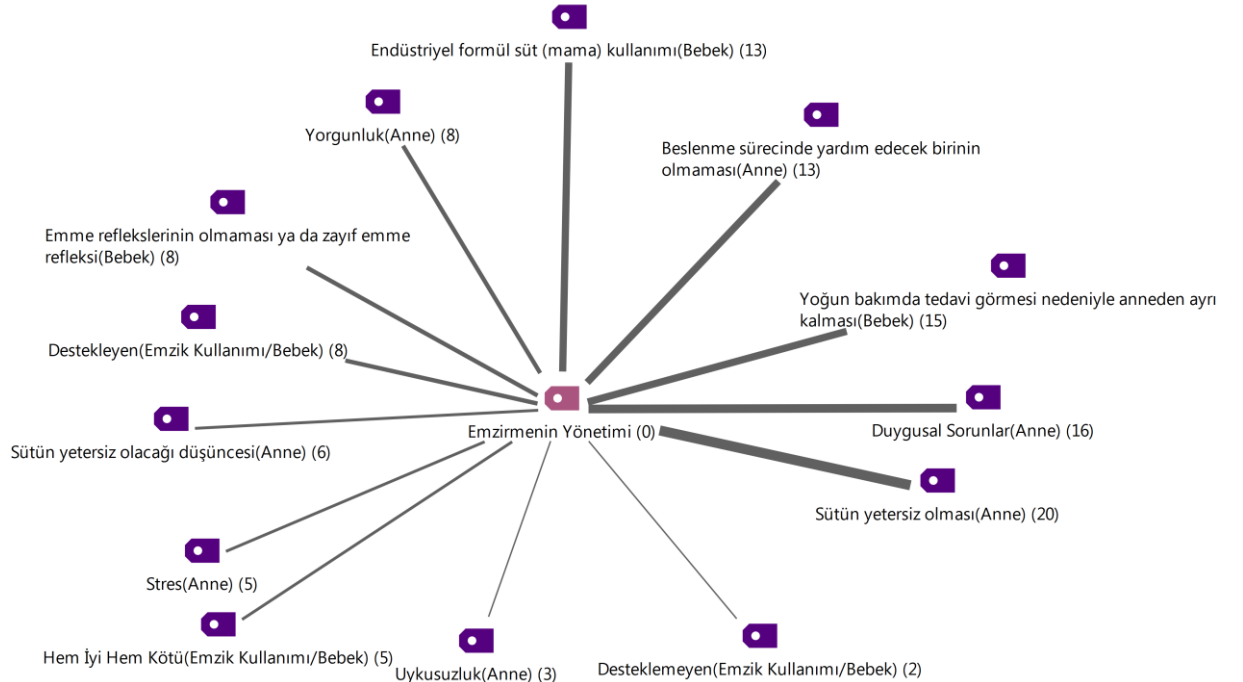 Endüstriyel formül süt (mama) kullanımı(Bebek) (13)
Yorgunluk(Anne) (8)
Beslenme sürecinde yardım edecek birinin
olmaması(Anne) (13)
Emme reflekslerinin olmaması ya da zayıf emme
refleksi(Bebek) (8)
Yoğun bakımda tedavi görmesi nedeniyle anneden ayrı
kalması(Bebek) (15)
Destekleyen(Emzik Kullanımı/Bebek) (8)
Emzirmenin Yönetimi (0)
Duygusal Sorunlar(Anne) (16)
Sütün yetersiz olacağı düşüncesi(Anne) (6)
Sütün yetersiz olması(Anne) (20)
Stres(Anne) (5)
Hem İyi Hem Kötü(Emzik Kullanımı/Bebek) (5)
Uykusuzluk(Anne) (3)
Desteklemeyen(Emzik Kullanımı/Bebek) (2)